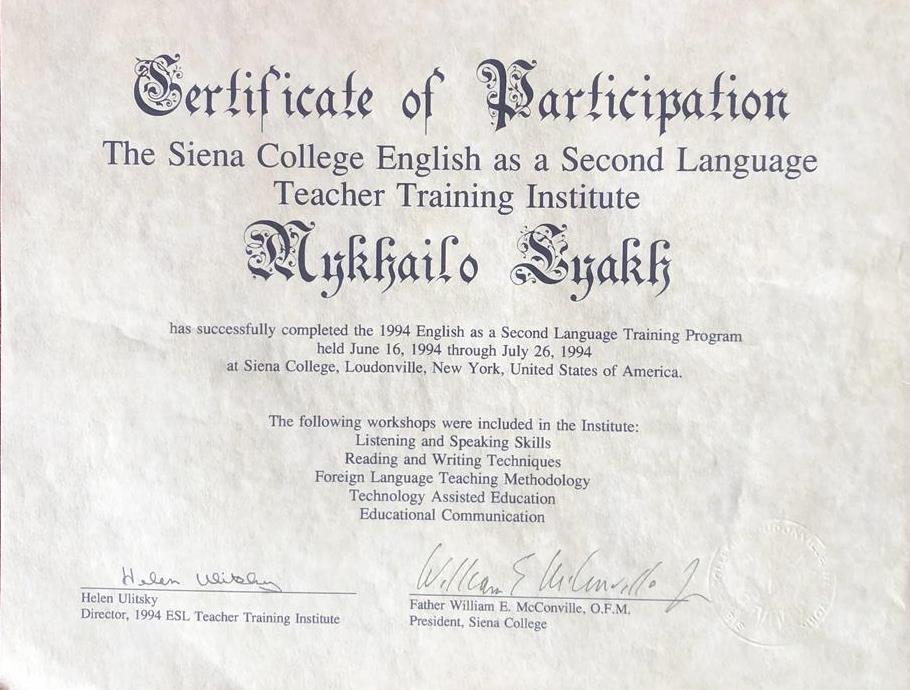 Certificate of Participation
The Siena College English as a Second Language
Teacher Training Institute
Mykhailo Lyakh
has successfully completed the 1994 English as a Second Language Training Program
held June 16, 1994 through July 26, 1994
at Siena College, Loudonville, New York, United States of America.
The following workshops were included in the Institute:
Listening and Speaking Skills
Reading and Writing Techniques
Foreign Language Teaching Methodology
Technology Assisted Education
Educational Communication
Helen Ulitsky
Helen Ulitsky
Director, 1994 ESL Teacher Training Institute
William E McConville
Father William E. McConville, O.F.M.
President, Siena College